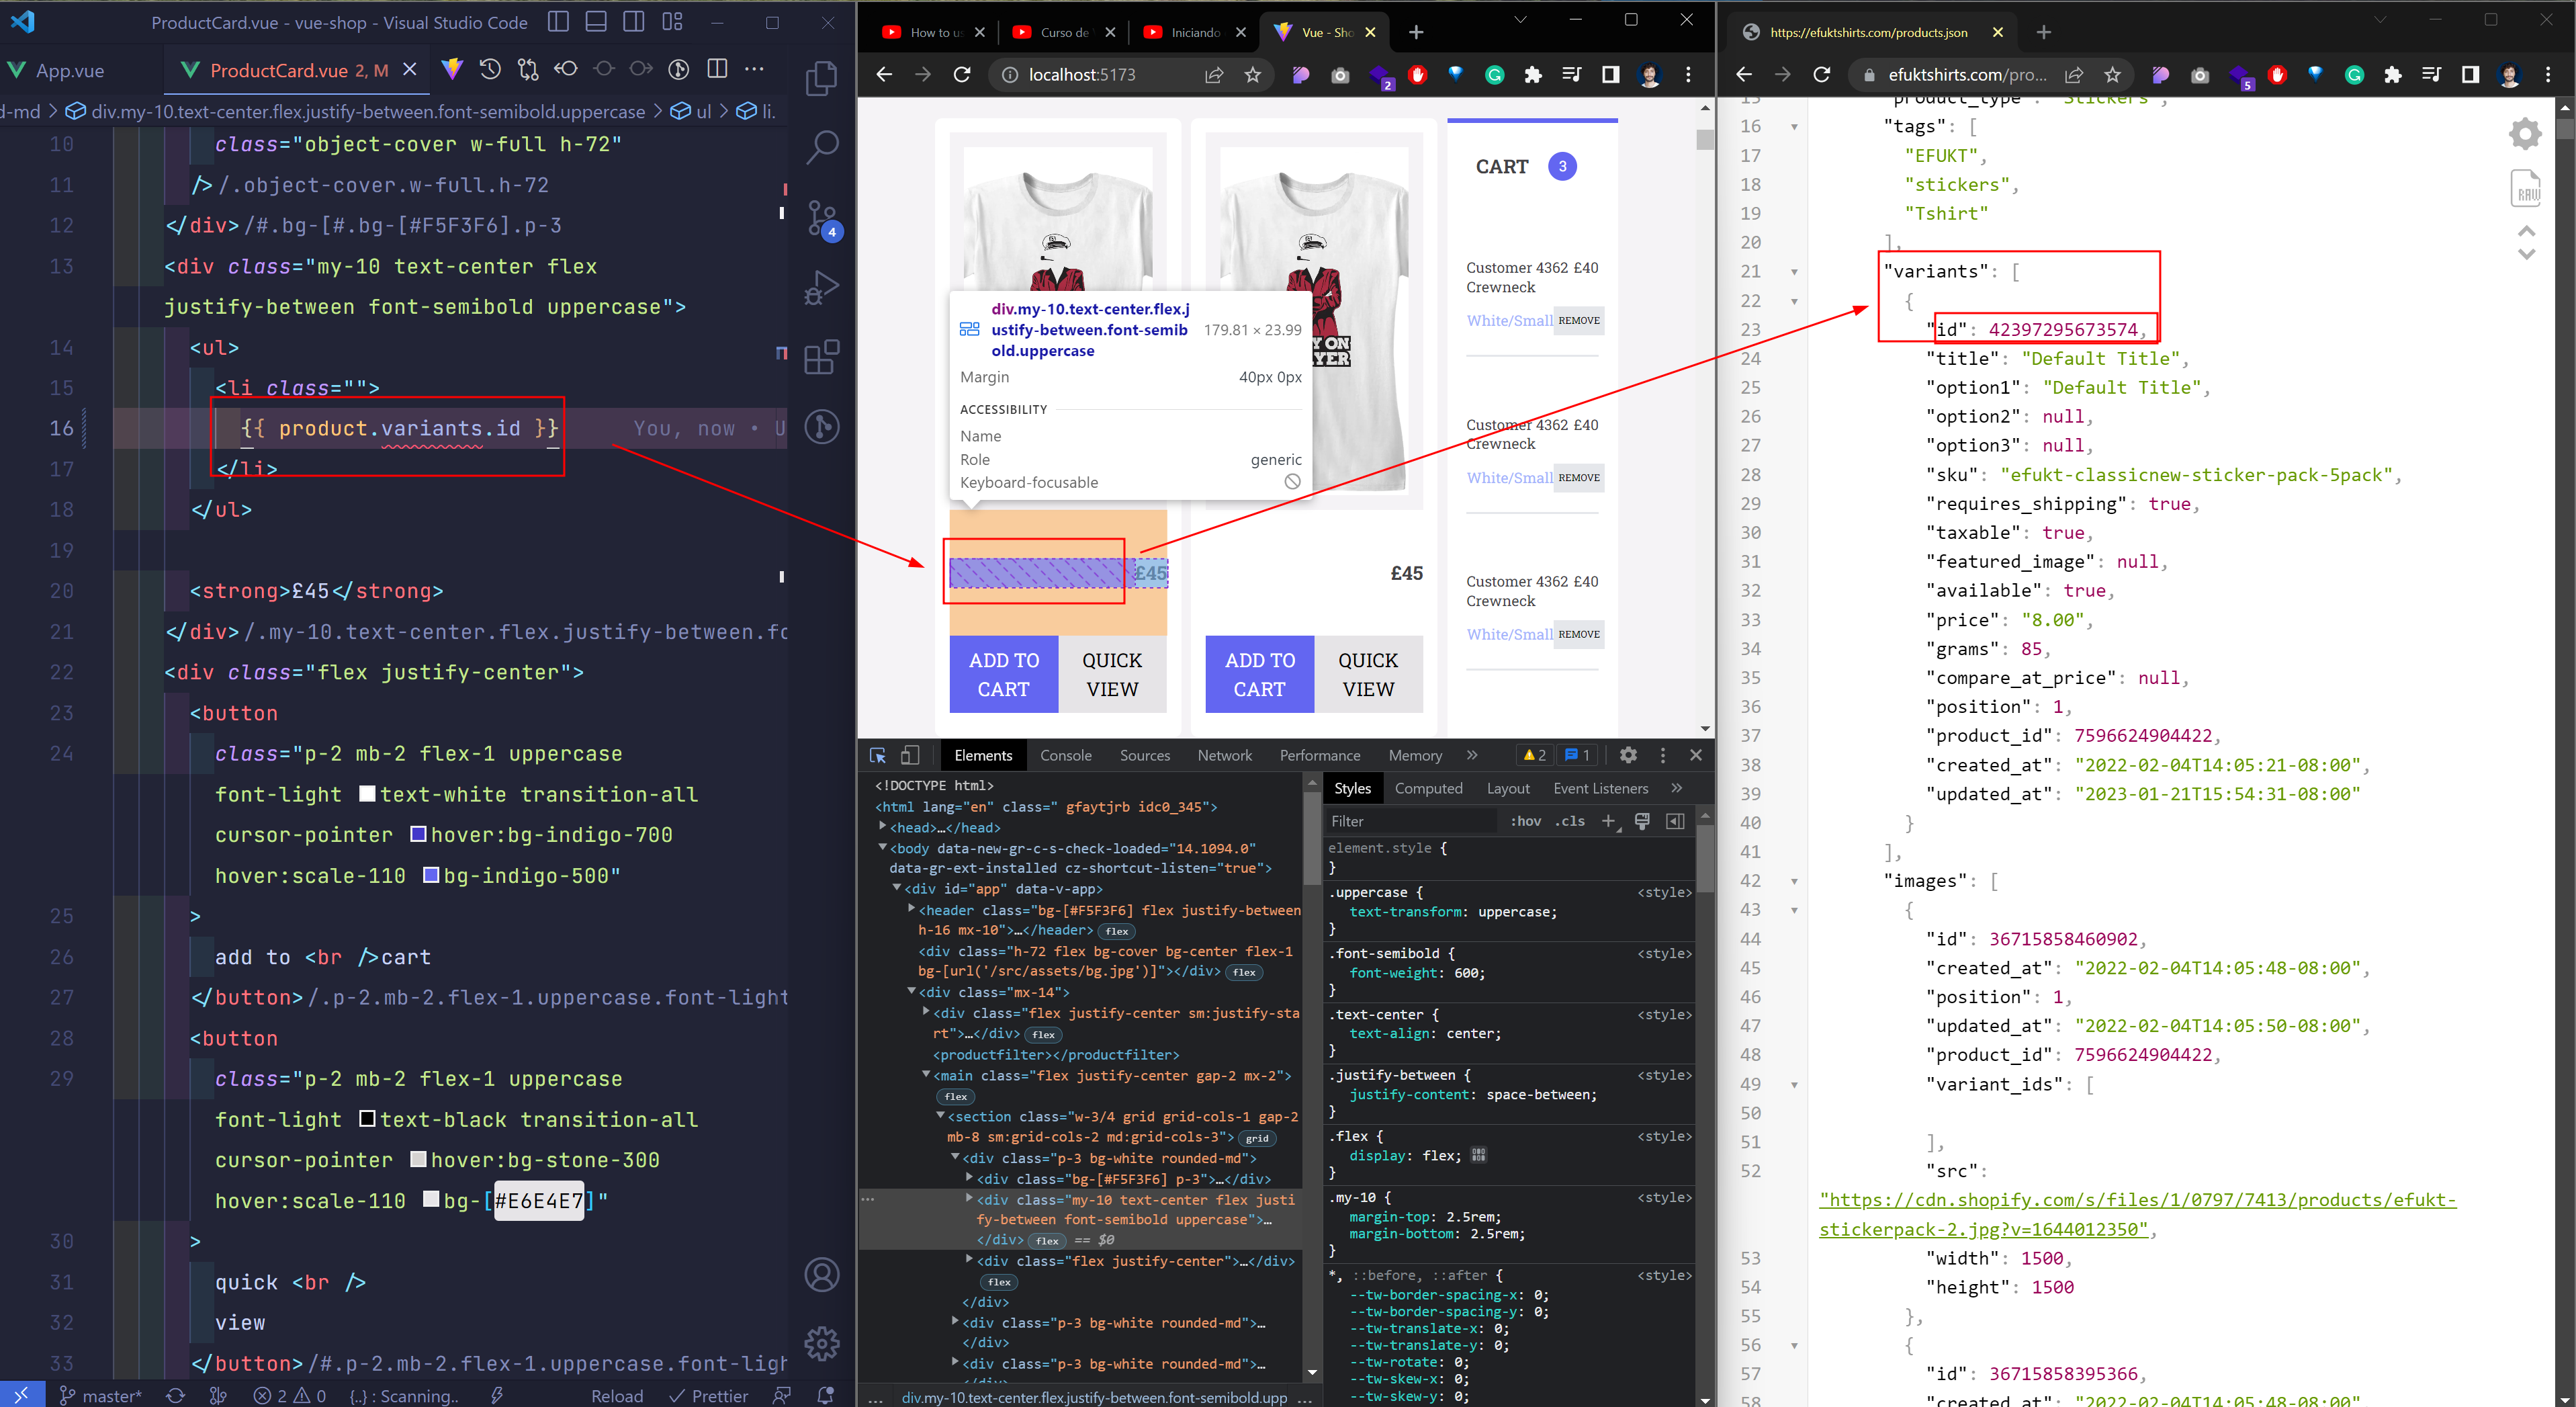 ProductCard.vue - vue-shop - Visual Studio Code
App.vue
ProductCard.vue 2, M
d-md > div.my-10.text-center.flex.justify-between.font-semibold.uppercase > ul > li.
10 class="object-cover w-full h-72"
11 />/.object-cover.w-full.h-72
12 </div>/#.bg-[#.bg-[#F5F3F6].p-3
13 <div class="my-10 text-center flex
justify-between font-semibold uppercase">
14 <ul>
15 <li class="">
16 {{ product.variants.id }} You, now • U
17 </li>
18 </ul>
19
20 <strong>£45</strong>
21 </div>/.my-10.text-center.flex.justify-between.fo
22 <div class="flex justify-center">
23 <button
24 class="p-2 mb-2 flex-1 uppercase
font-light text-white transition-all
cursor-pointer hover:bg-indigo-700
hover:scale-110 bg-indigo-500"
25 >
26 add to <br />cart
27 </button>/.p-2.mb-2.flex-1.uppercase.font-light
28 <button
29 class="p-2 mb-2 flex-1 uppercase
font-light text-black transition-all
cursor-pointer hover:bg-stone-300
hover:scale-110 bg-[#E6E4E7]"
30 >
31 quick <br />
32 view
33 </button>/#.p-2.mb-2.flex-1.uppercase.font-ligh
4
master* 2 0 {..} : Scanning.. Reload Prettier
How to us
Curso de V
Iniciando
Vue - Sho
localhost:5173
2
CART 3
Customer 4362 £40
Crewneck
White/Small REMOVE
Customer 4362 £40
Crewneck
White/Small REMOVE
Customer 4362 £40
Crewneck
White/Small REMOVE
div.my-10.text-center.flex.j
ustify-between.font-semib
old.uppercase
179.81 × 23.99
Margin 40px 0px
ACCESSIBILITY
Name
Role generic
Keyboard-focusable
Y ON
YER
£45
£45
ADD TO
CART
QUICK
VIEW
ADD TO
CART
QUICK
VIEW
Elements Console Sources Network Performance Memory 2 1
<!DOCTYPE html>
<html lang="en" class=" gfaytjrb idc0_345">
<head>…</head>
<body data-new-gr-c-s-check-loaded="14.1094.0"
data-gr-ext-installed cz-shortcut-listen="true">
<div id="app" data-v-app>
<header class="bg-[#F5F3F6] flex justify-between
h-16 mx-10">…</header> flex
<div class="h-72 flex bg-cover bg-center flex-1
bg-[url('/src/assets/bg.jpg')]"></div> flex
<div class="mx-14">
<div class="flex justify-center sm:justify-sta
rt">…</div> flex
<productfilter></productfilter>
<main class="flex justify-center gap-2 mx-2">
flex
<section class="w-3/4 grid grid-cols-1 gap-2
mb-8 sm:grid-cols-2 md:grid-cols-3"> grid
<div class="p-3 bg-white rounded-md">
<div class="bg-[#F5F3F6] p-3">…</div>
<div class="my-10 text-center flex justi
fy-between font-semibold uppercase">…
</div> flex == $0
<div class="flex justify-center">…</div>
flex
</div>
<div class="p-3 bg-white rounded-md">…
</div>
<div class="p-3 bg-white rounded-md">…
div.my-10.text-center.flex.justify-between.font-semibold.upp
Styles Computed Layout Event Listeners
Filter :hov .cls
element.style {
}
.uppercase { <style>
text-transform: uppercase;
}
.font-semibold { <style>
font-weight: 600;
}
.text-center { <style>
text-align: center;
}
.justify-between { <style>
justify-content: space-between;
}
.flex { <style>
display: flex;
}
.my-10 { <style>
margin-top: 2.5rem;
margin-bottom: 2.5rem;
}
*, ::before, ::after { <style>
--tw-border-spacing-x: 0;
--tw-border-spacing-y: 0;
--tw-translate-x: 0;
--tw-translate-y: 0;
--tw-rotate: 0;
--tw-skew-x: 0;
--tw-skew-y: 0;
https://efuktshirts.com/products.json
efuktshirts.com/pro...
5
RAW
15 "product_type": "Stickers",
16 "tags": [
17 "EFUKT",
18 "stickers",
19 "Tshirt"
20 ],
21 "variants": [
22 {
23 "id": 42397295673574,
24 "title": "Default Title",
25 "option1": "Default Title",
26 "option2": null,
27 "option3": null,
28 "sku": "efukt-classicnew-sticker-pack-5pack",
29 "requires_shipping": true,
30 "taxable": true,
31 "featured_image": null,
32 "available": true,
33 "price": "8.00",
34 "grams": 85,
35 "compare_at_price": null,
36 "position": 1,
37 "product_id": 7596624904422,
38 "created_at": "2022-02-04T14:05:21-08:00",
39 "updated_at": "2023-01-21T15:54:31-08:00"
40 }
41 ],
42 "images": [
43 {
44 "id": 36715858460902,
45 "created_at": "2022-02-04T14:05:48-08:00",
46 "position": 1,
47 "updated_at": "2022-02-04T14:05:50-08:00",
48 "product_id": 7596624904422,
49 "variant_ids": [
50
51 ],
52 "src":
"https://cdn.shopify.com/s/files/1/0797/7413/products/efukt-
stickerpack-2.jpg?v=1644012350",
53 "width": 1500,
54 "height": 1500
55 },
56 {
57 "id": 36715858395366,
58 "created_at": "2022-02-04T14:05:48-08:00",